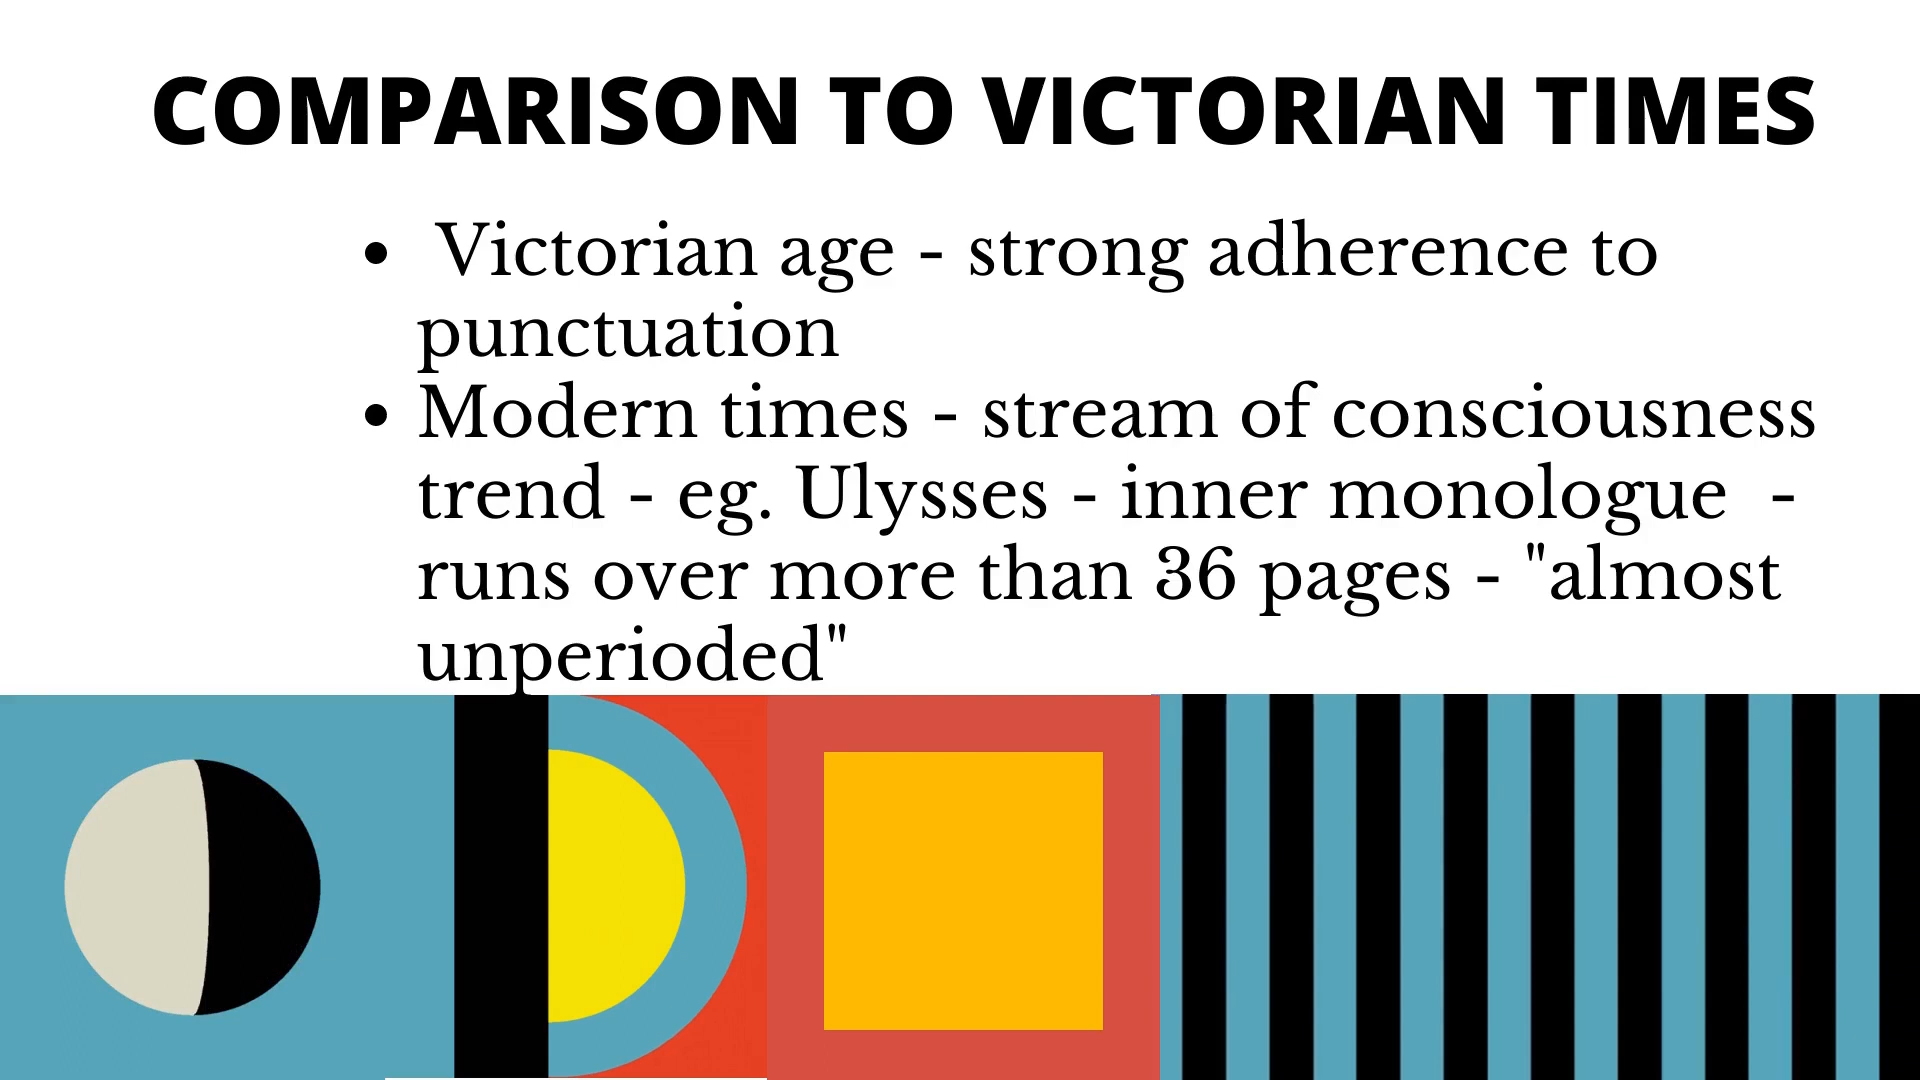 COMPARISON TO VICTORIAN TIMES
• Victorian age - strong adherence to
punctuation
• Modern times - stream of consciousness
trend - eg. Ulysses - inner monologue  -
runs over more than 36 pages - "almost
unperioded"